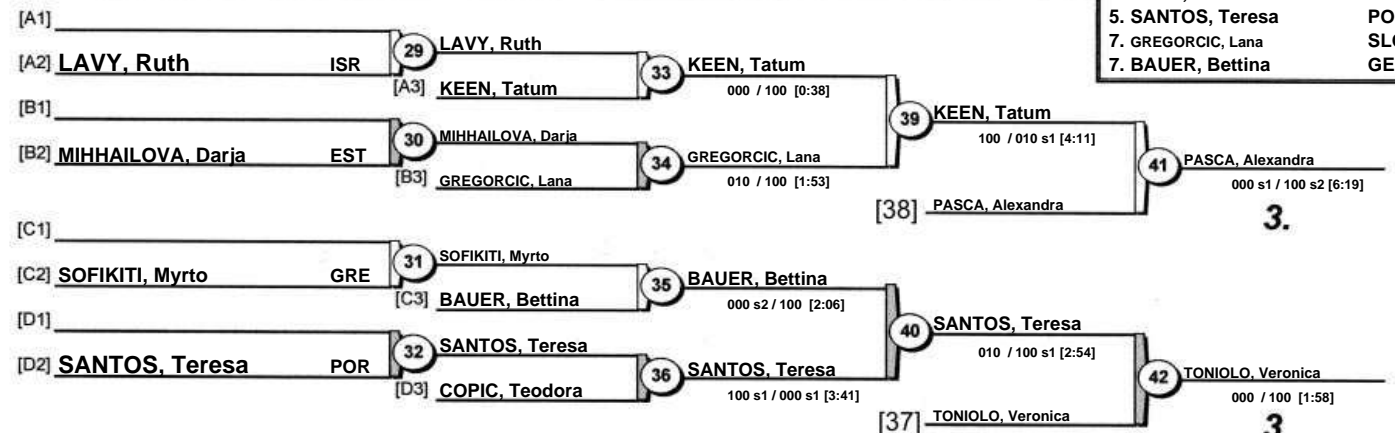 5. SANTOS, Teresa
7. GREGORCIC, Lana
7. BAUER, Bettina GE
[A1]
[A2] LAVY, Ruth ISR
29
LAVY, Ruth
[A3] KEEN, Tatum
33
KEEN, Tatum
000 / 100 [0:38]
[B1]
[B2] MIHHAILOVA, Darja EST
30
MIHHAILOVA, Darja
[B3] GREGORCIC, Lana
34
GREGORCIC, Lana
010 / 100 [1:53]
39
KEEN, Tatum
100 / 010 s1 [4:11]
[38] PASCA, Alexandra
41
PASCA, Alexandra
000 s1 / 100 s2 [6:19]
3.
[C1]
[C2] SOFIKITI, Myrto GRE
31
SOFIKITI, Myrto
[C3] BAUER, Bettina
35
BAUER, Bettina
000 s2 / 100 [2:06]
[D1]
[D2] SANTOS, Teresa POR
32
SANTOS, Teresa
[D3] COPIC, Teodora
36
SANTOS, Teresa
100 s1 / 000 s1 [3:41]
40
SANTOS, Teresa
010 / 100 s1 [2:54]
[37] TONIOLO, Veronica
42
TONIOLO, Veronica
000 / 100 [1:58]
3